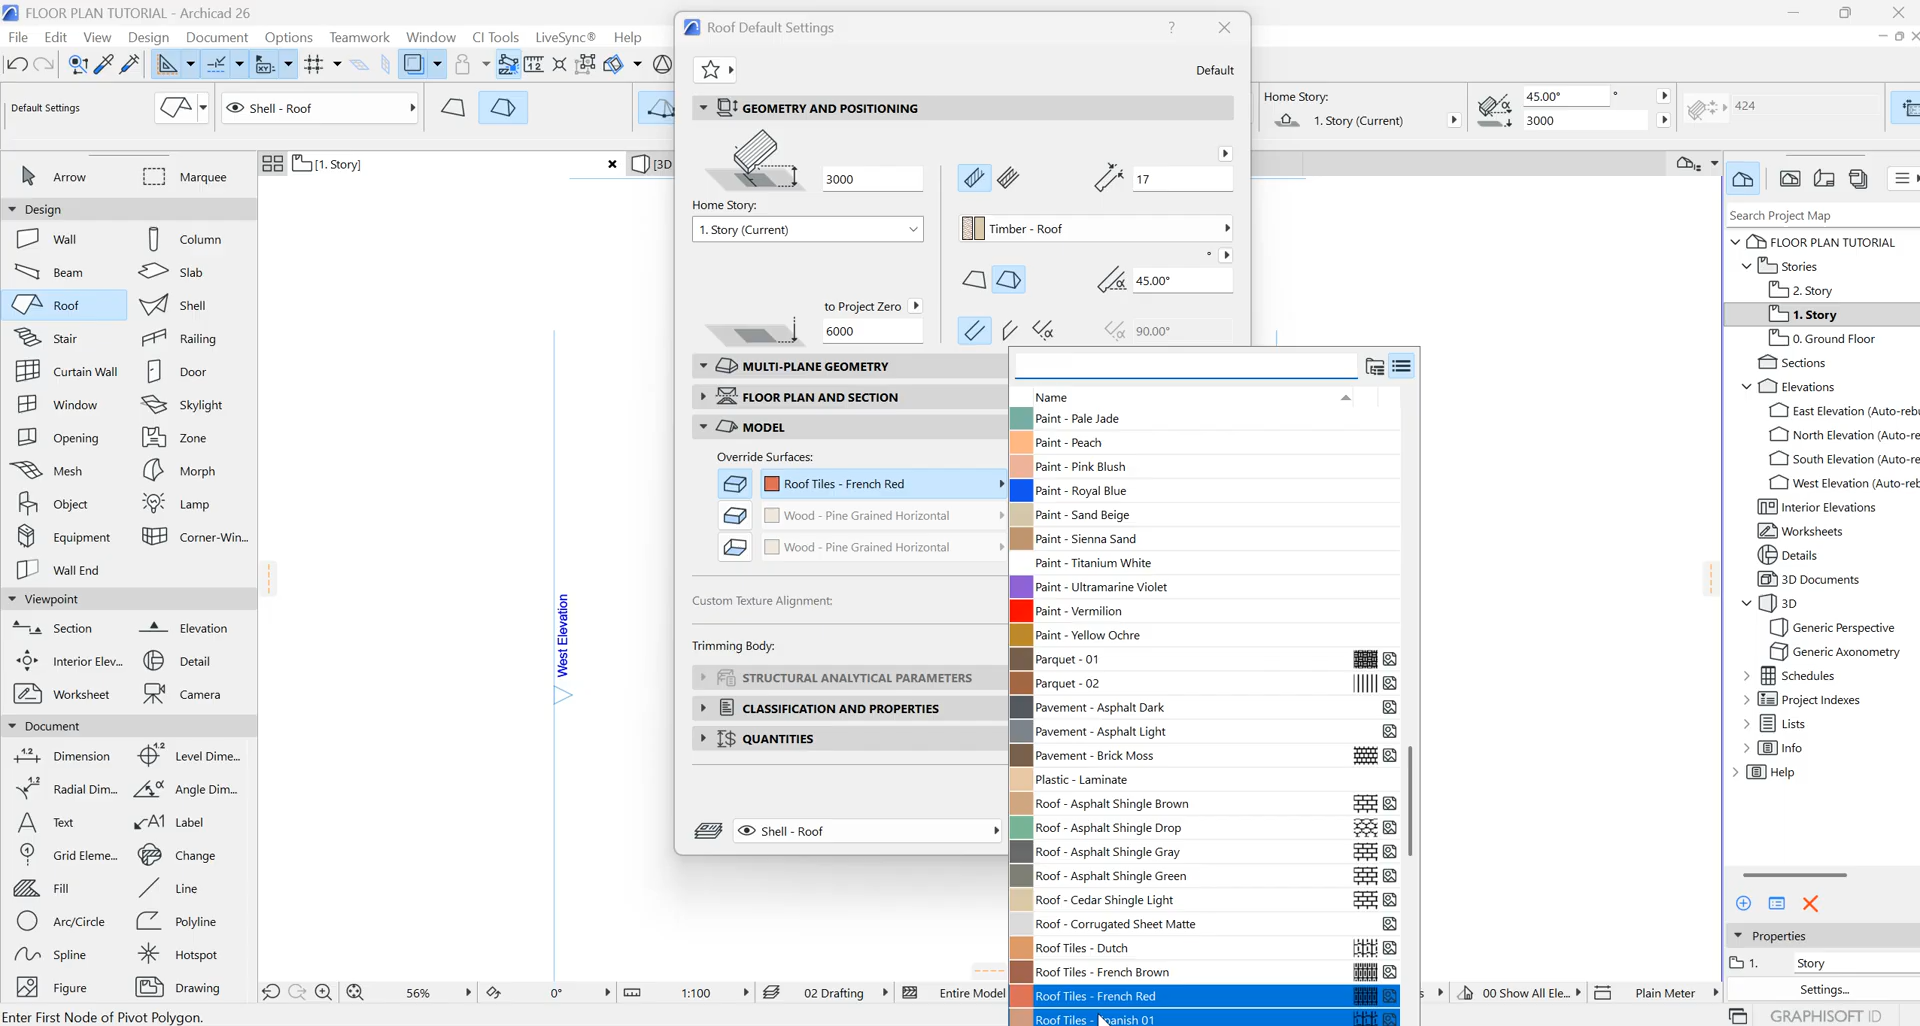 FLOOR PLAN TUTORIAL - Archicad 26
File Edit View Design Document Options Teamwork Window CI Tools LiveSync® Help
Default Settings
Shell - Roof
[1. Story]
[3D
Arrow Marquee
Design
Wall Column
Beam Slab
Roof Shell
Stair Railing
Curtain Wall Door
Window Skylight
Opening Zone
Mesh Morph
Object Lamp
Equipment Corner-Win...
Wall End
Viewpoint
Section Elevation
Interior Elev... Detail
Worksheet Camera
Document
1.2 Dimension 1.2 Level Dime...
1.2 Radial Dim... Angle Dim...
Text A1 Label
Grid Eleme... Change
Fill Line
Arc/Circle Polyline
Spline Hotspot
Figure Drawing
Enter First Node of Pivot Polygon.
West Elevation
56% 0° 1:100 02 Drafting Entire Model
Roof Default Settings ?
Default
GEOMETRY AND POSITIONING
3000
Home Story:
1. Story (Current)
to Project Zero
6000
17
Timber - Roof
°
45.00°
90.00°
MULTI-PLANE GEOMETRY
FLOOR PLAN AND SECTION
MODEL
Override Surfaces:
Roof Tiles - French Red
Wood - Pine Grained Horizontal
Wood - Pine Grained Horizontal
Custom Texture Alignment:
Trimming Body:
STRUCTURAL ANALYTICAL PARAMETERS
CLASSIFICATION AND PROPERTIES
QUANTITIES
Shell - Roof
Name
Paint - Pale Jade
Paint - Peach
Paint - Pink Blush
Paint - Royal Blue
Paint - Sand Beige
Paint - Sienna Sand
Paint - Titanium White
Paint - Ultramarine Violet
Paint - Vermilion
Paint - Yellow Ochre
Parquet - 01
Parquet - 02
Pavement - Asphalt Dark
Pavement - Asphalt Light
Pavement - Brick Moss
Plastic - Laminate
Roof - Asphalt Shingle Brown
Roof - Asphalt Shingle Drop
Roof - Asphalt Shingle Gray
Roof - Asphalt Shingle Green
Roof - Cedar Shingle Light
Roof - Corrugated Sheet Matte
Roof Tiles - Dutch
Roof Tiles - French Brown
Roof Tiles - French Red
Roof Tiles - 01
Home Story:
1. Story (Current)
45.00° °
3000
424
Search Project Map
FLOOR PLAN TUTORIAL
Stories
2. Story
1. Story
0. Ground Floor
Sections
Elevations
East Elevation (Auto-rebu
North Elevation (Auto-re
South Elevation (Auto-re
West Elevation (Auto-reb
Interior Elevations
Worksheets
Details
3D Documents
3D
Generic Perspective
Generic Axonometry
Schedules
Project Indexes
Lists
Info
Help
Properties
1. Story
Settings...
s 00 Show All Ele... Plain Meter
GRAPHISOFT ID